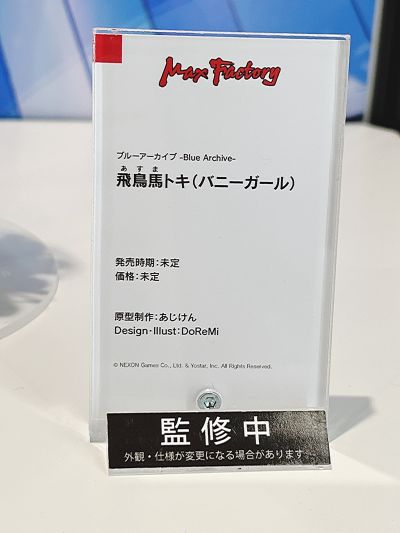 Max Factory
ブルーアーカイブ -Blue Archive-
あすま
飛鳥馬トキ(バニーガール)
発売時期:未定
価格:未定
原型制作:あじけん
Design・Illust:DoReMi
© NEXON Games Co., Ltd. & Yostar, Inc. All Rights Reserved.
監修中
外観・仕様が変更になる場合があります